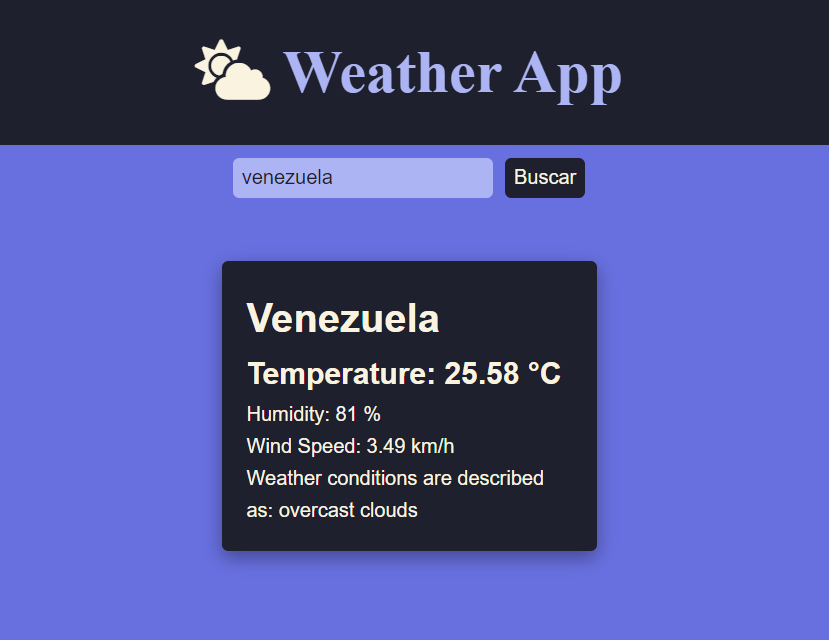 Weather App
venezuela
Buscar
Venezuela
Temperature: 25.58 °C
Humidity: 81 %
Wind Speed: 3.49 km/h
Weather conditions are described
as: overcast clouds